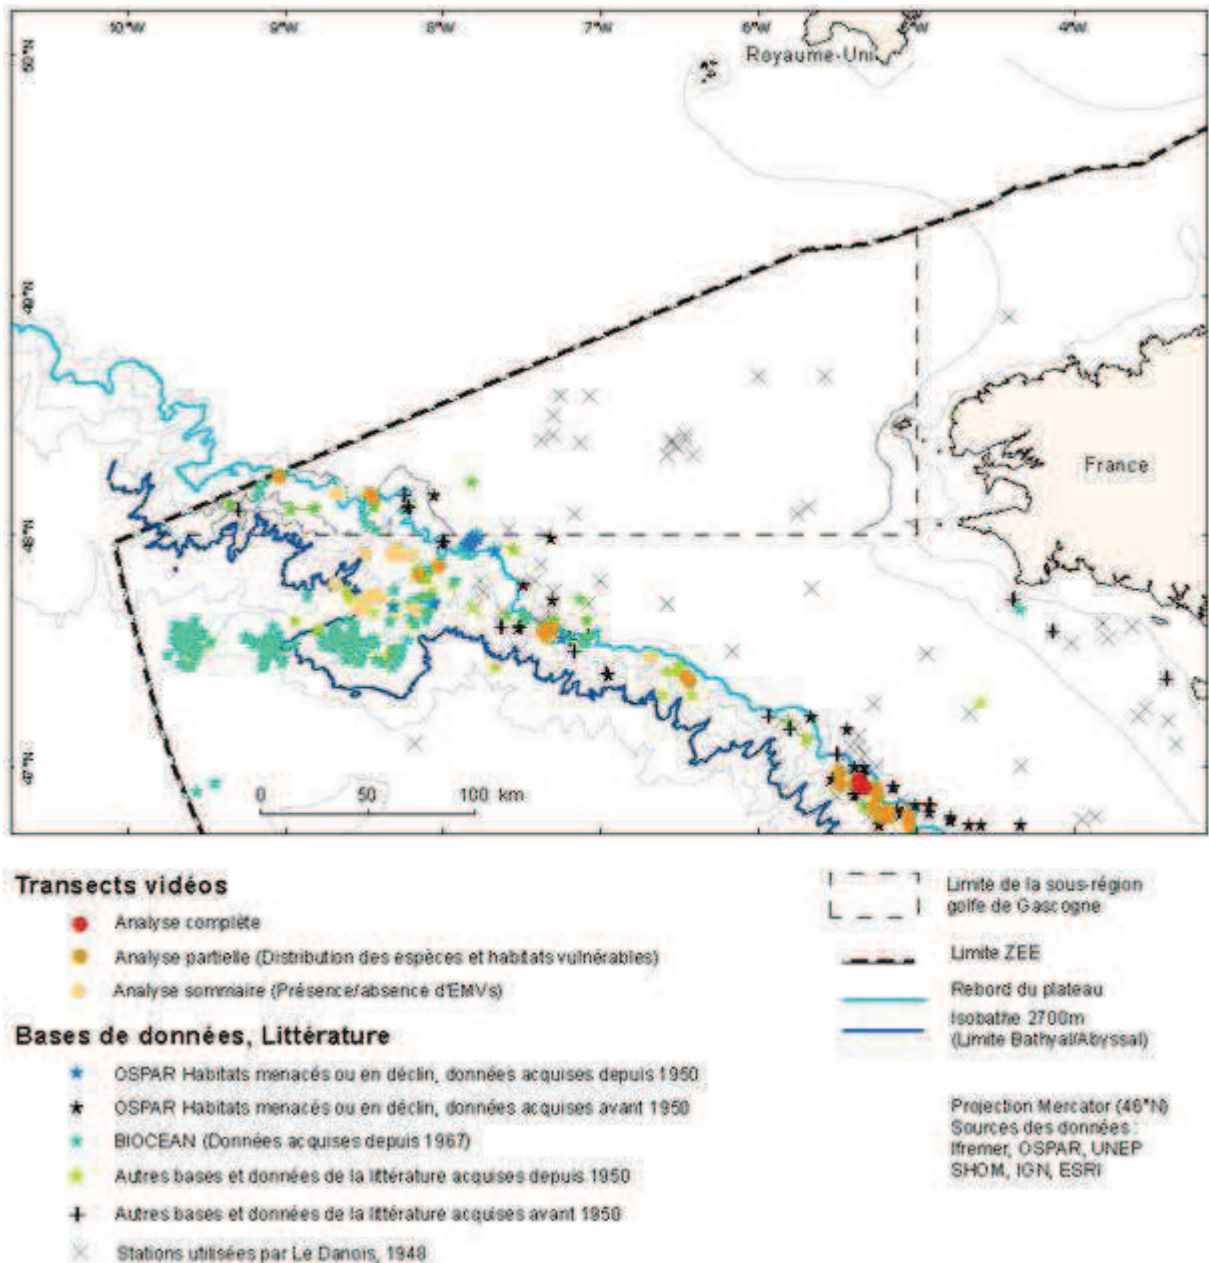 10°W 9°W 8°W 7°W 6°W 5°W 4°W
50°N
Royaume-Uni
49°N
France
48°N
47°N
0 50 100 km
Transects vidéos
Analyse complète
Analyse partielle (Distribution des espèces et habitats vulnérables)
Analyse sommaire (Présence/absence d'EMVs)
Bases de données, Littérature
OSPAR Habitats menacés ou en déclin, données acquises depuis 1950
OSPAR Habitats menacés ou en déclin, données acquises avant 1950
BIOCEAN (Données acquises depuis 1967)
Autres bases et données de la littérature acquises depuis 1950
Autres bases et données de la littérature acquises avant 1950
Stations utilisées par Le Danois, 1948
Limite de la sous-région
golfe de Gascogne
Limite ZEE
Rebord du plateau
Isobathe 2700m
(Limite Bathyal/Abyssal)
Projection Mercator (46°N)
Sources des données :
Ifremer, OSPAR, UNEP
SHOM, IGN, ESRI